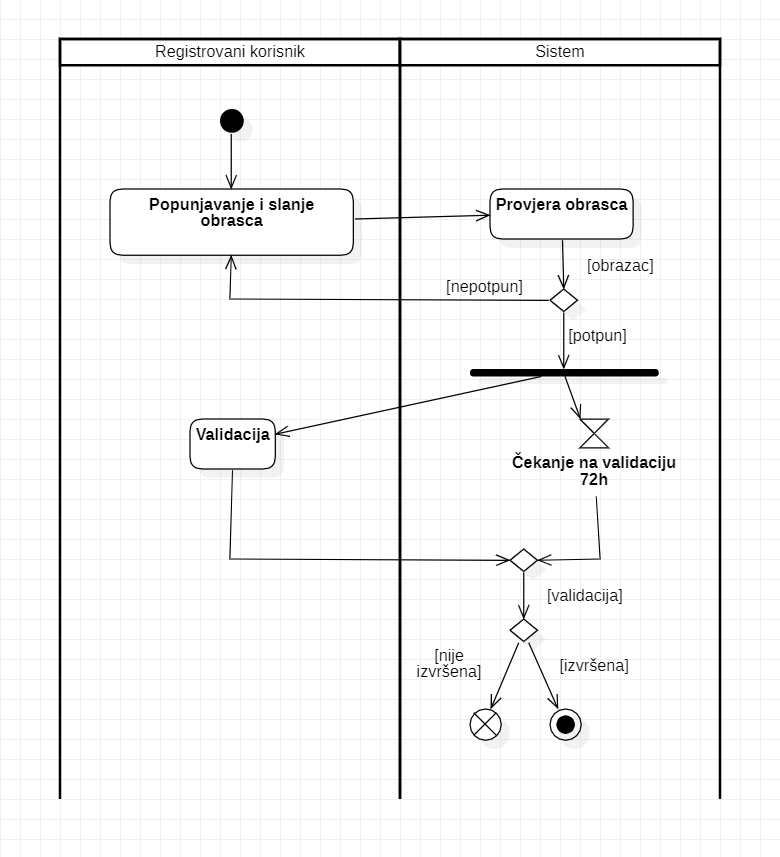 Registrovani korisnik
Sistem
Popunjavanje i slanje
obrasca
Provjera obrasca
[obrazac]
[nepotpun]
[potpun]
Validacija
Čekanje na validaciju
72h
[validacija]
[nije
izvršena]
[izvršena]